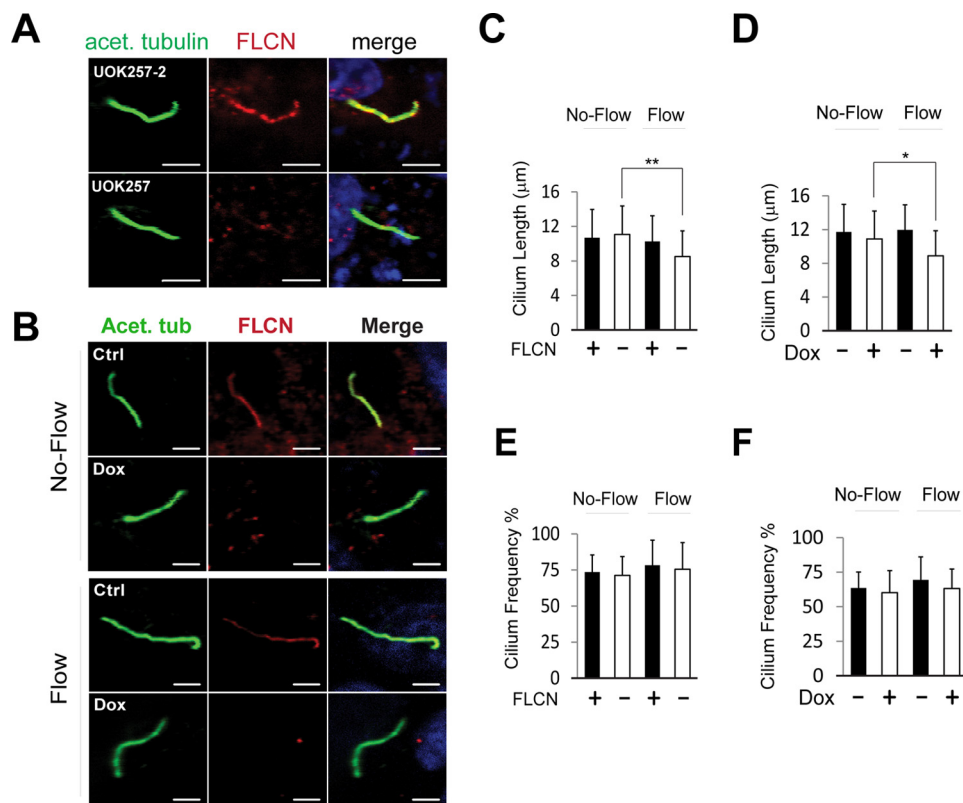 A
acet. tubulin FLCN merge
UOK257-2
UOK257
B
Acet. tub FLCN Merge
No-Flow
Ctrl
Dox
Flow
Ctrl
Dox
C
No-Flow Flow
**
Cilium Length (μm)
16
12
8
4
0
FLCN + − + −
D
No-Flow Flow
*
Cilium Length (μm)
16
12
8
4
0
Dox − + − +
E
No-Flow Flow
Cilium Frequency %
100
75
50
25
0
FLCN + − + −
F
No-Flow Flow
Cilium Frequency %
100
75
50
25
0
Dox − + − +